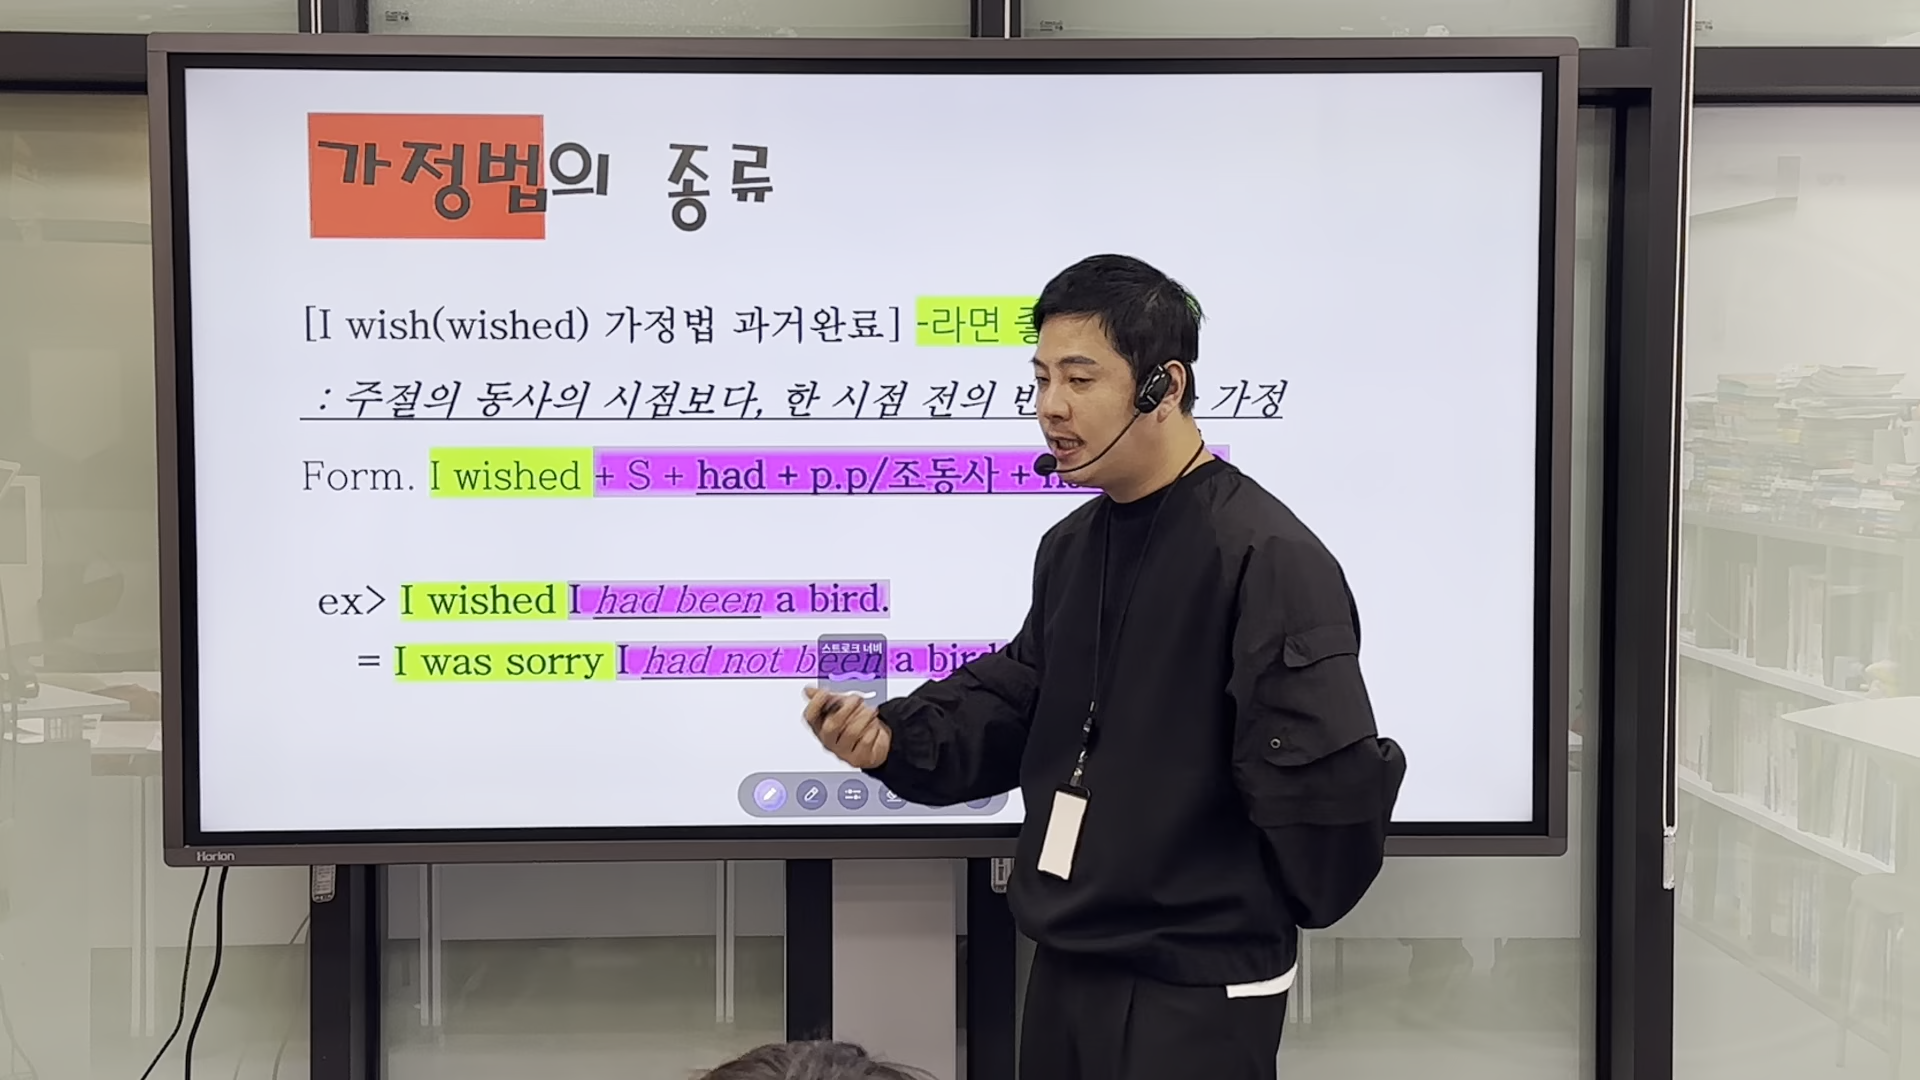 가정법의 종류
[I wish(wished) 가정법 과거완료] -라면
: 주절의 동사의 시점보다, 한 시점 전의 가정
Form. I wished + S + had + p.p/조동사 +
ex> I wished I had been a bird.
= I was sorry I had not been a bird
스트로크 너비
Horion